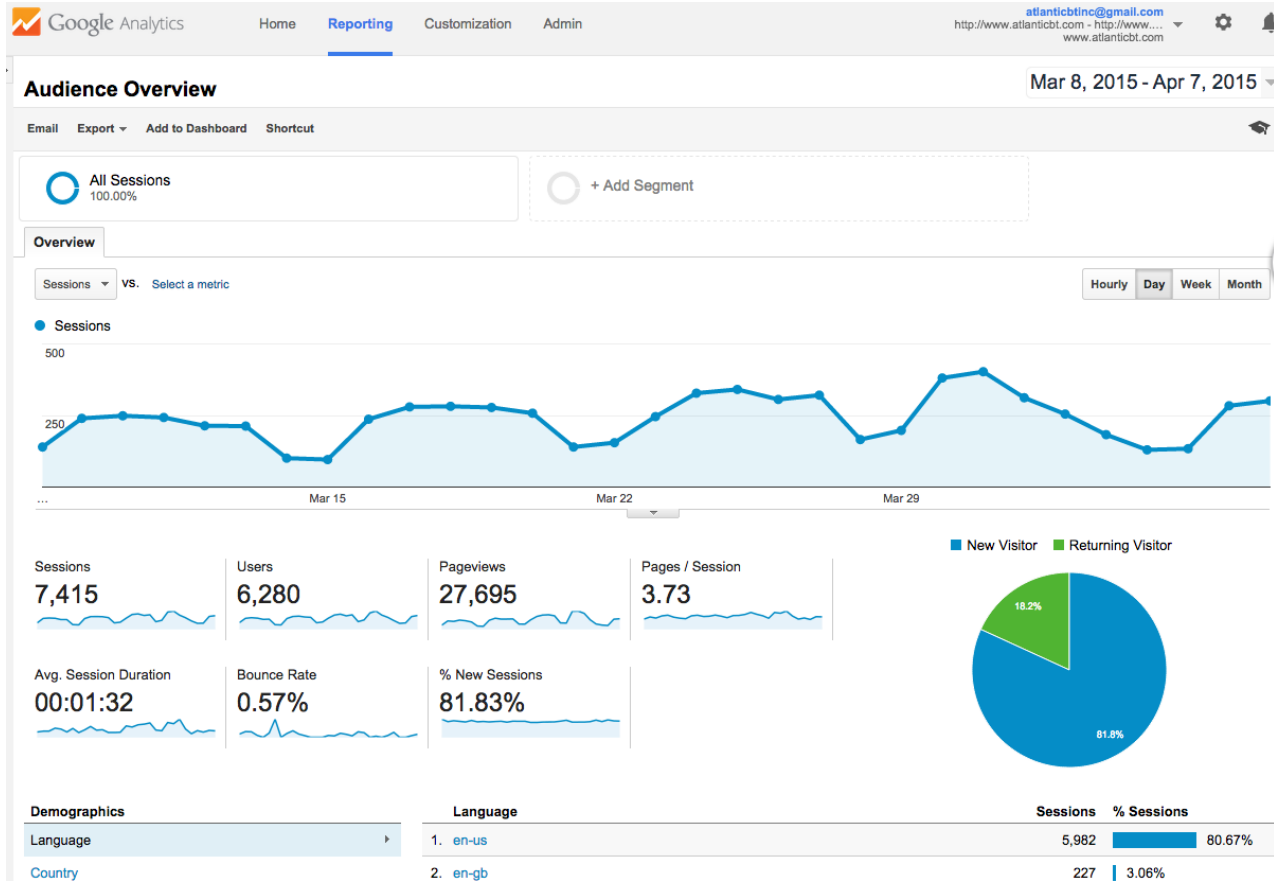 Google Analytics
Home Reporting Customization Admin
atlanticbtinc@gmail.com
http://www.atlanticbt.com - http://www....
www.atlanticbt.com
Audience Overview
Mar 8, 2015 - Apr 7, 2015
Email Export Add to Dashboard Shortcut
All Sessions
100.00%
+ Add Segment
Overview
Sessions VS. Select a metric
Hourly Day Week Month
Sessions
500
250
... Mar 15 Mar 22 Mar 29
New Visitor Returning Visitor
Sessions Users Pageviews Pages / Session
7,415 6,280 27,695 3.73
18.2%
Avg. Session Duration Bounce Rate % New Sessions
00:01:32 0.57% 81.83%
81.8%
Demographics Language Sessions % Sessions
Language 1. en-us 5,982 80.67%
Country 2. en-gb 227 3.06%